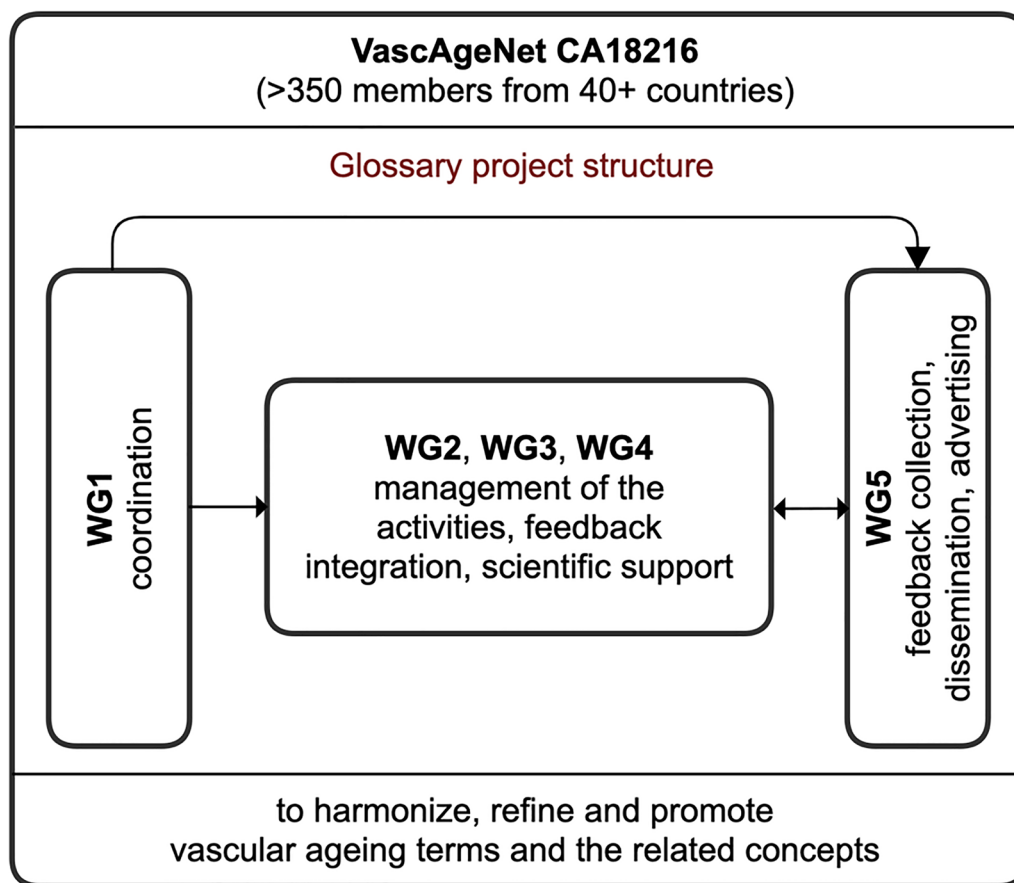 VascAgeNet CA18216
(>350 members from 40+ countries)
Glossary project structure
WG1
coordination
WG2, WG3, WG4
management of the
activities, feedback
integration, scientific support
WG5
feedback collection,
dissemination, advertising
to harmonize, refine and promote
vascular ageing terms and the related concepts